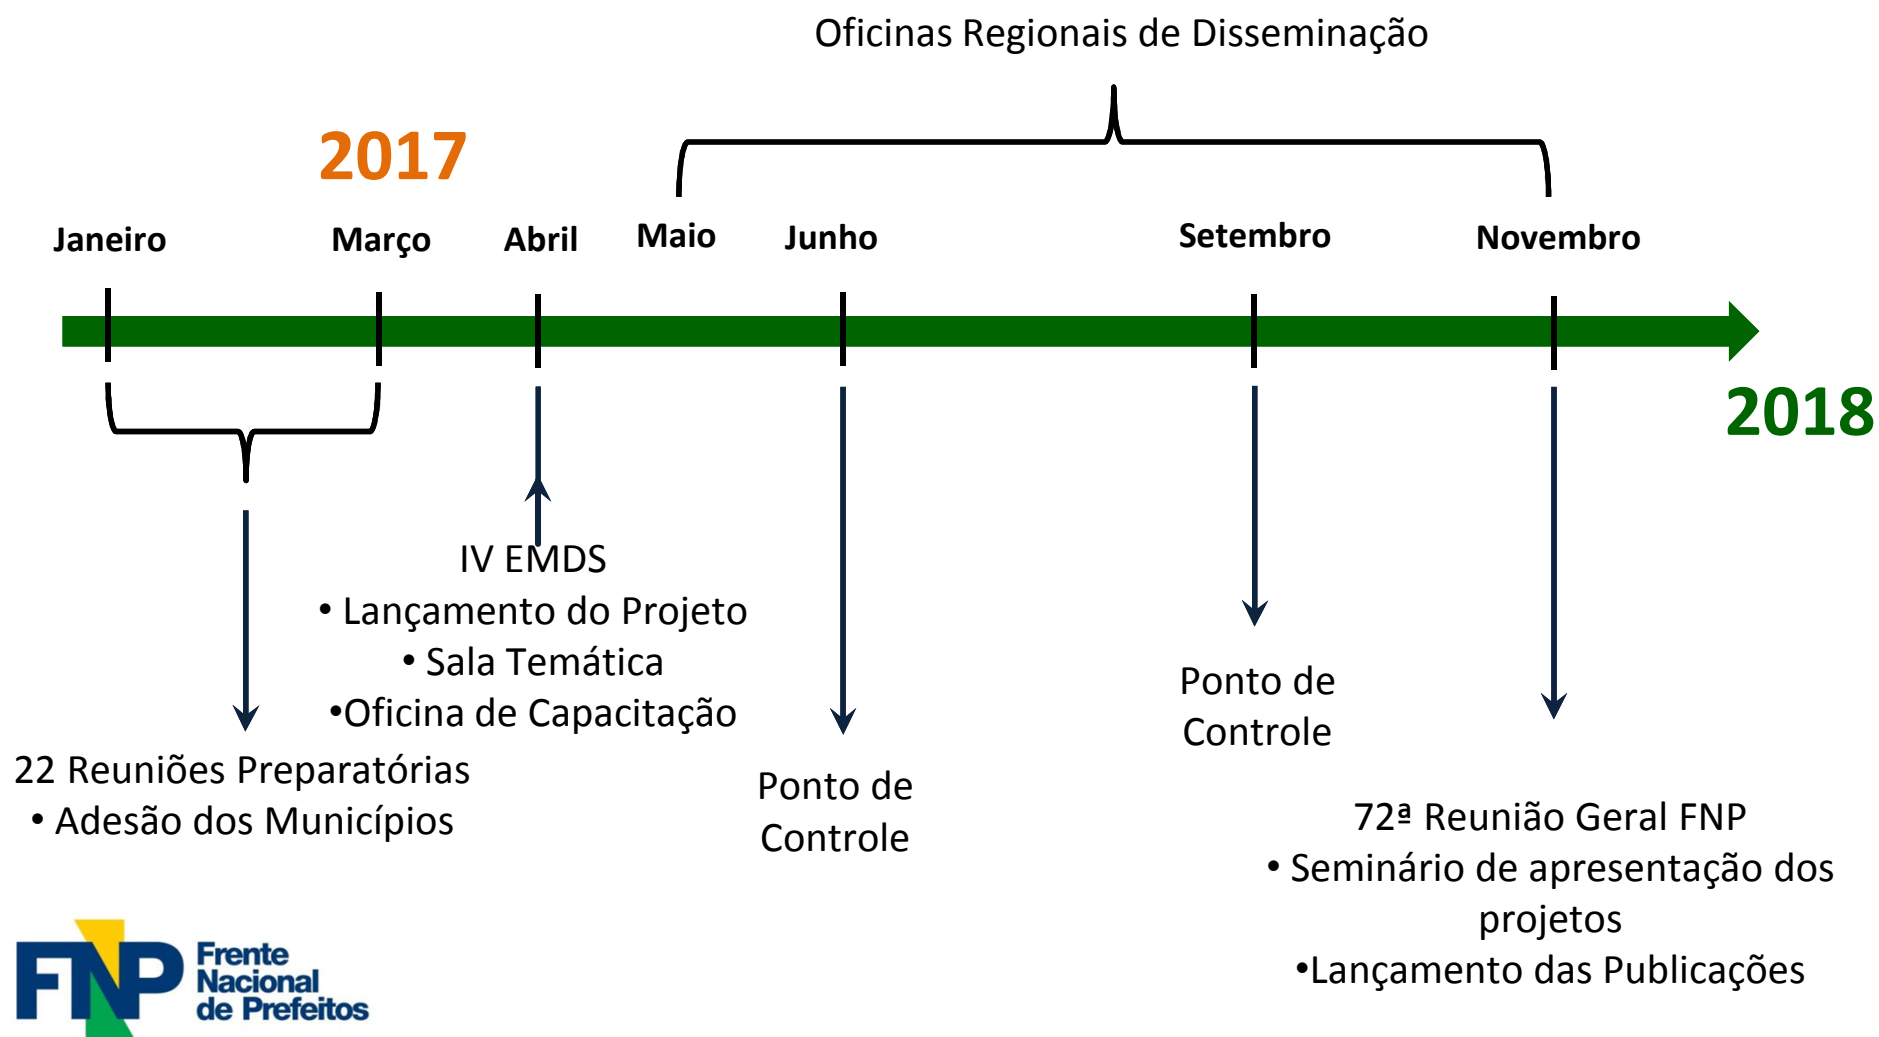 Oficinas Regionais de Disseminação
2017
Janeiro
Março
Abril
Maio
Junho
Setembro
Novembro
2018
IV EMDS
• Lançamento do Projeto
• Sala Temática
•Oficina de Capacitação
22 Reuniões Preparatórias
• Adesão dos Municípios
Ponto de
Controle
Ponto de
Controle
72ª Reunião Geral FNP
• Seminário de apresentação dos
projetos
•Lançamento das Publicações
FNP
Frente
Nacional
de Prefeitos